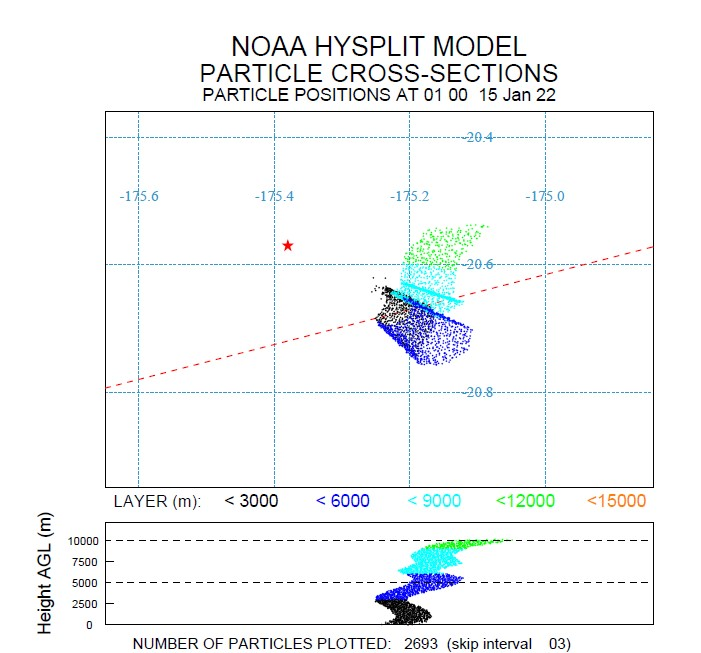 NOAA HYSPLIT MODEL
PARTICLE CROSS-SECTIONS
PARTICLE POSITIONS AT 01 00 15 Jan 22
-20.4
-175.6 -175.4 -175.2 -175.0
-20.6
-20.8
LAYER (m): < 3000 < 6000 < 9000 <12000 <15000
Height AGL (m)
10000
7500
5000
2500
0
NUMBER OF PARTICLES PLOTTED: 2693 (skip interval 03)